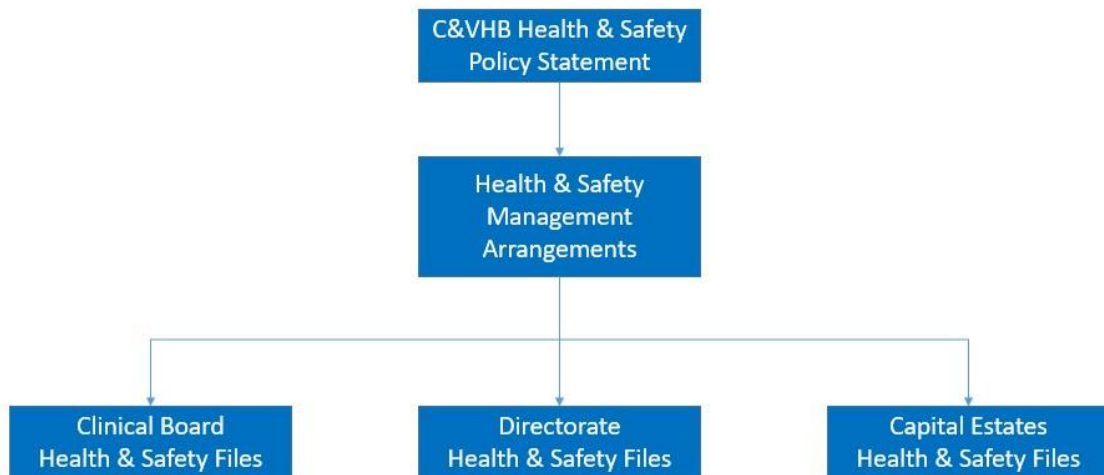 C&VHB Health & Safety
Policy Statement
Health & Safety
Management
Arrangements
Clinical Board
Health & Safety Files
Directorate
Health & Safety Files
Capital Estates
Health & Safety Files